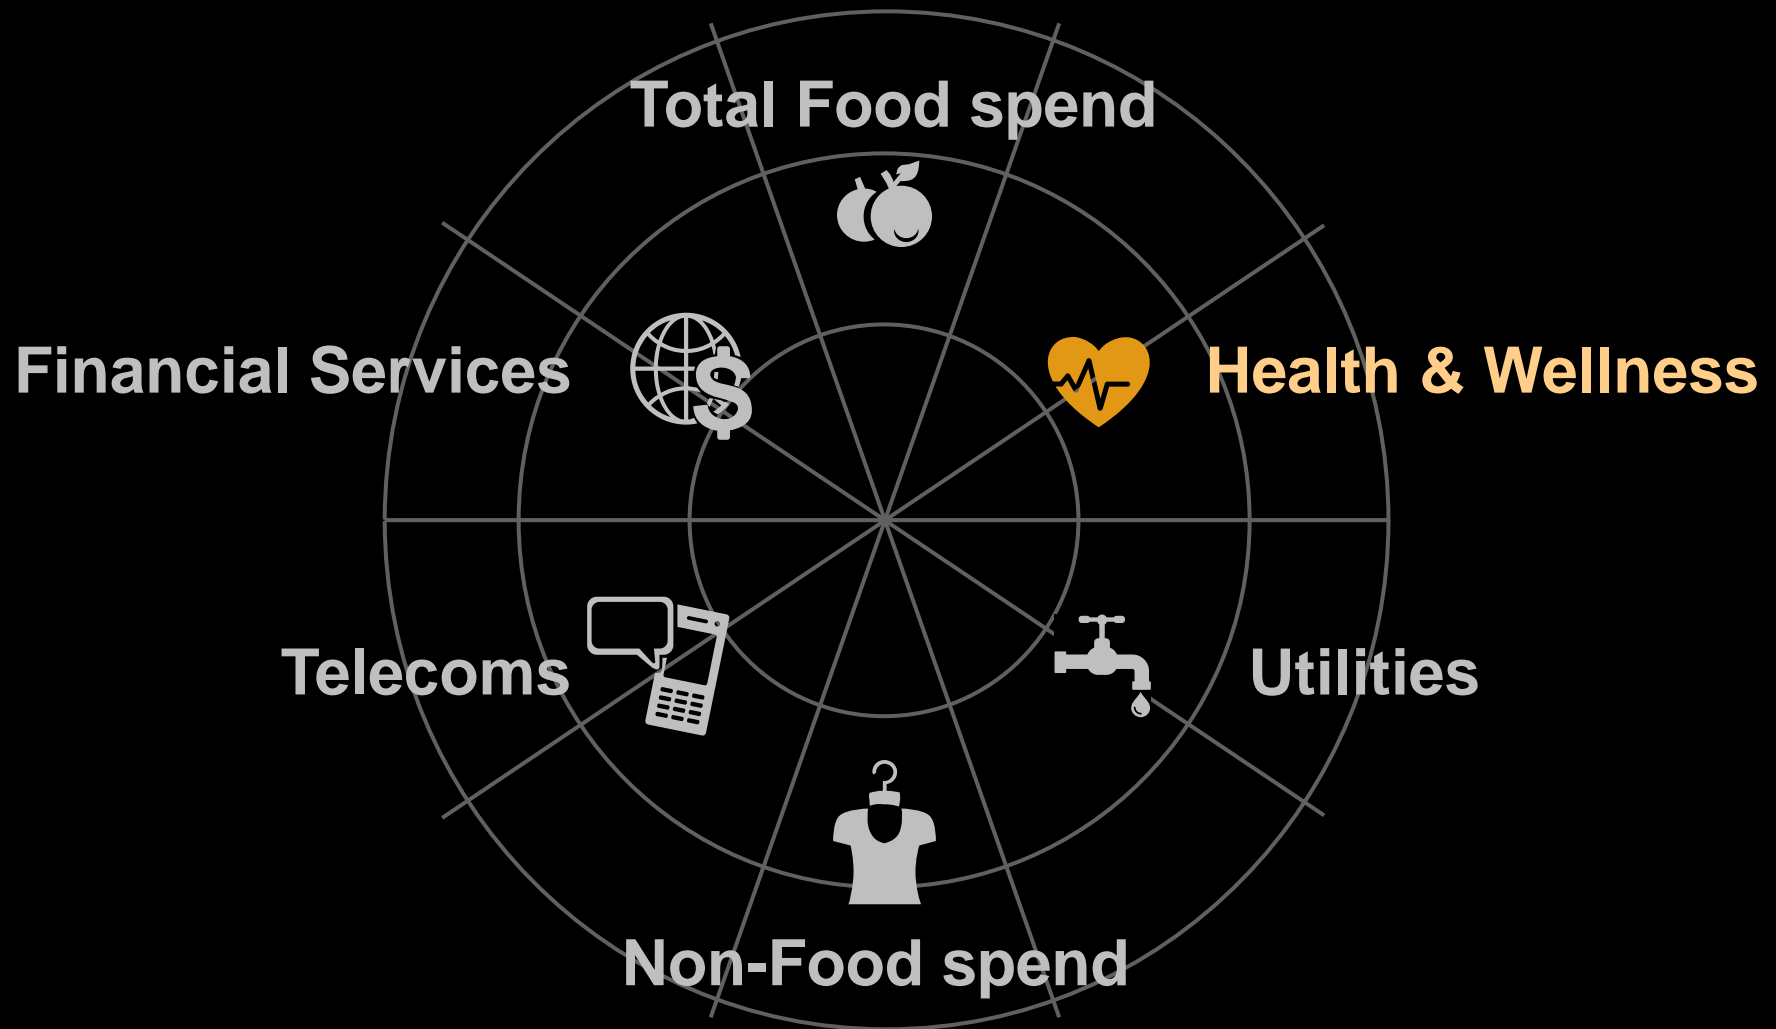 Total Food spend
Financial Services
Health & Wellness
Telecoms
Utilities
Non-Food spend